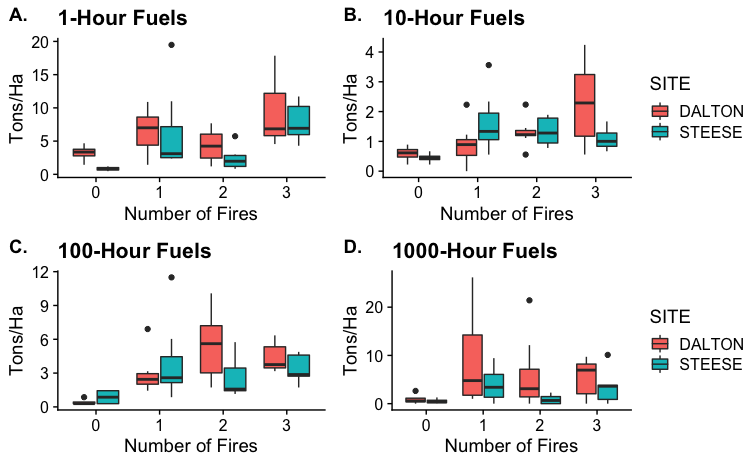 A. 1-Hour Fuels
Tons/Ha
20
15
10
5
0
0 1 2 3
Number of Fires
B. 10-Hour Fuels
Tons/Ha
4
3
2
1
0
0 1 2 3
Number of Fires
SITE
DALTON
STEESE
C. 100-Hour Fuels
Tons/Ha
12
9
6
3
0
0 1 2 3
Number of Fires
D. 1000-Hour Fuels
Tons/Ha
20
10
0
0 1 2 3
Number of Fires
SITE
DALTON
STEESE